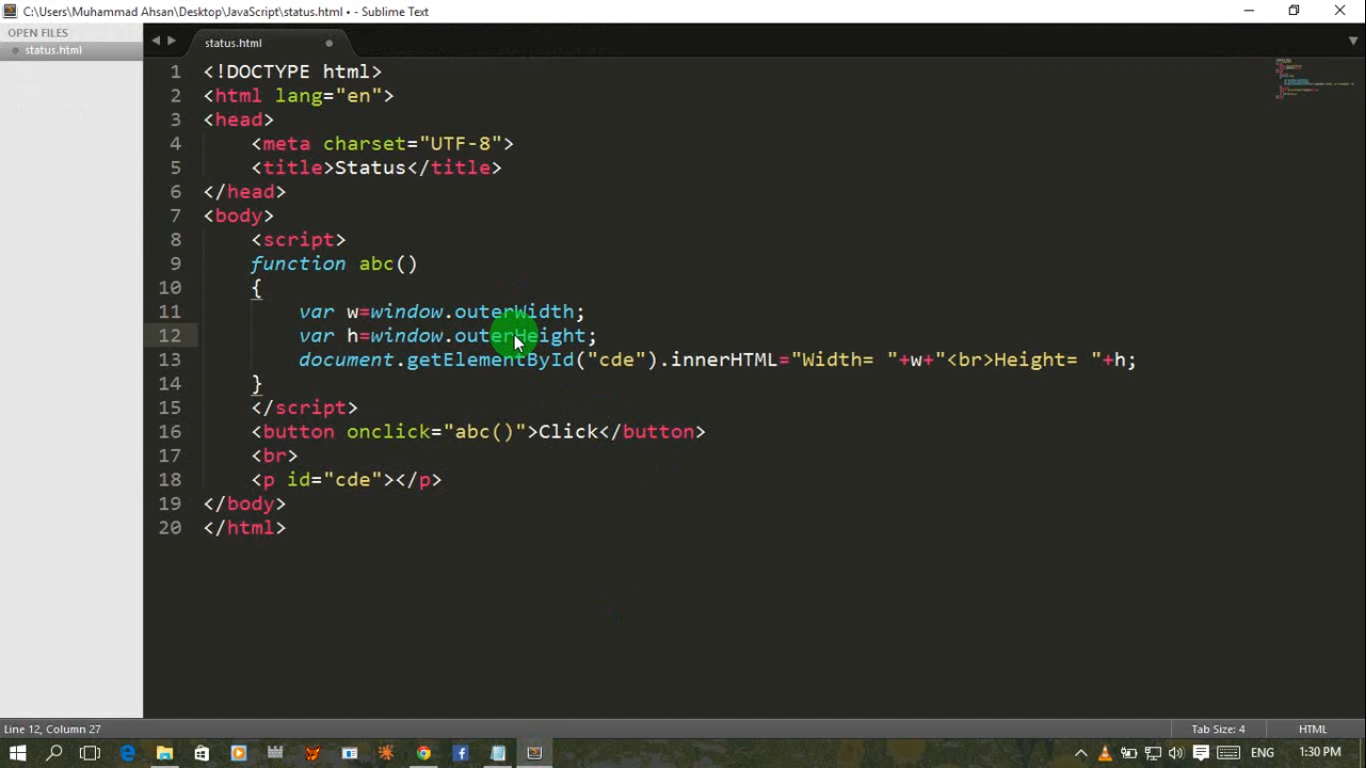 C:\Users\Muhammad Ahsan\Desktop\JavaScript\status.html • - Sublime Text
OPEN FILES
status.html
status.html
1 <!DOCTYPE html>
2 <html lang="en">
3 <head>
4     <meta charset="UTF-8">
5     <title>Status</title>
6 </head>
7 <body>
8     <script>
9     function abc()
10     {
11         var w=window.outerWidth;
12         var h=window.outerHeight;
13         document.getElementById("cde").innerHTML="Width= "+w+"<br>Height= "+h;
14     }
15     </script>
16     <button onclick="abc()">Click</button>
17     <br>
18     <p id="cde"></p>
19 </body>
20 </html>
Line 12, Column 27
Tab Size: 4
HTML
ENG
1:30 PM